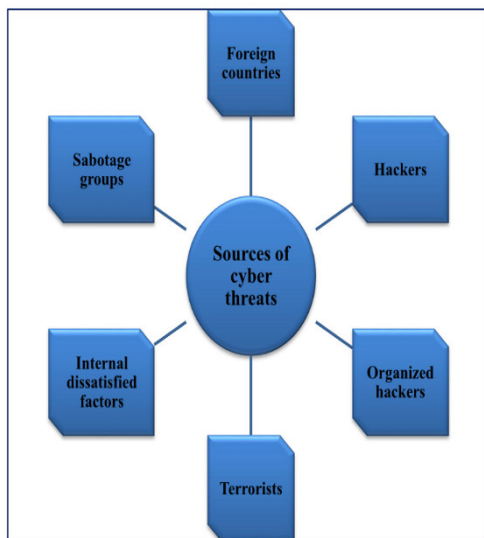 Foreign
countries
Sabotage
groups
Hackers
Sources of
cyber
threats
Internal
dissatisfied
factors
Organized
hackers
Terrorists